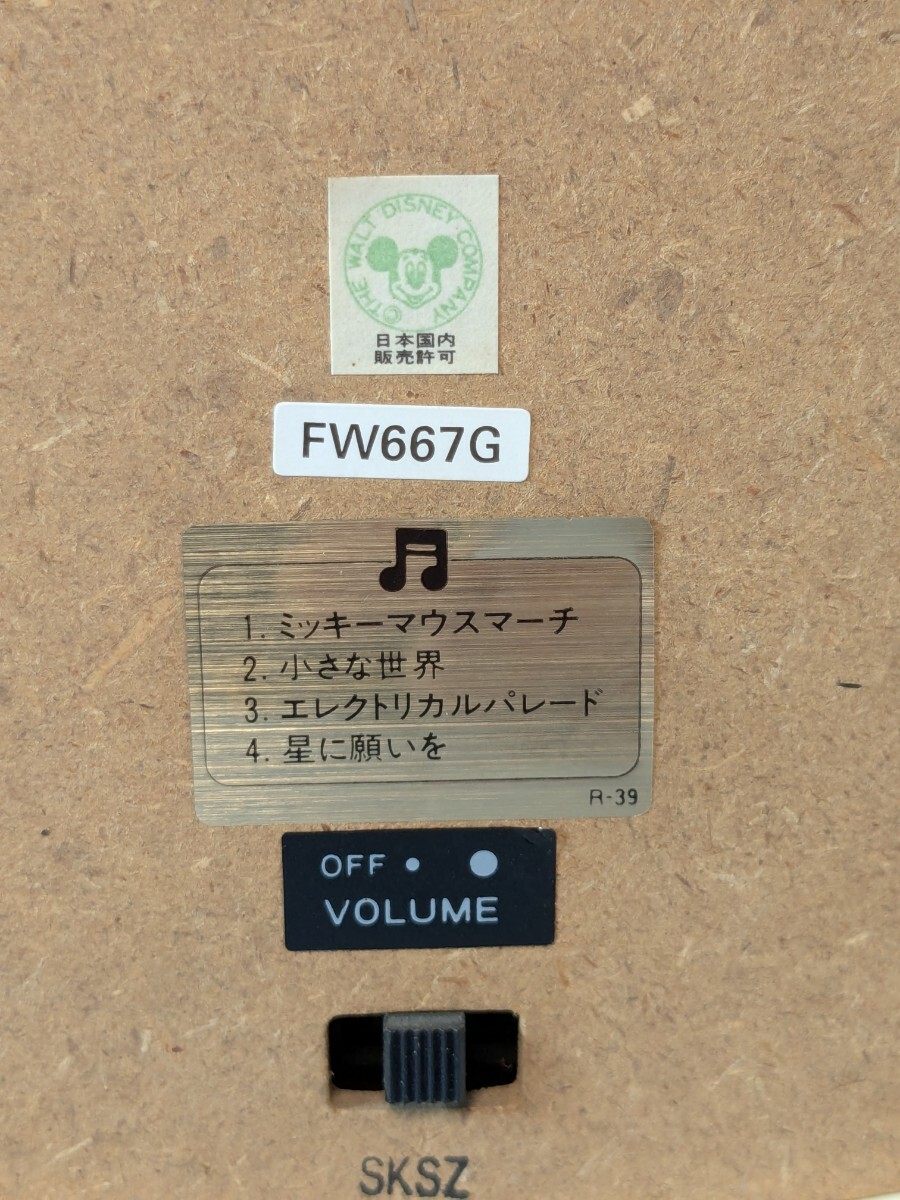 ©THE WALT DISNEY COMPANY
日本国内
販売許可
FW667G
1. ミッキーマウスマーチ
2. 小さな世界
3. エレクトリカルパレード
4. 星に願いを
R-39
OFF
VOLUME
SKSZ